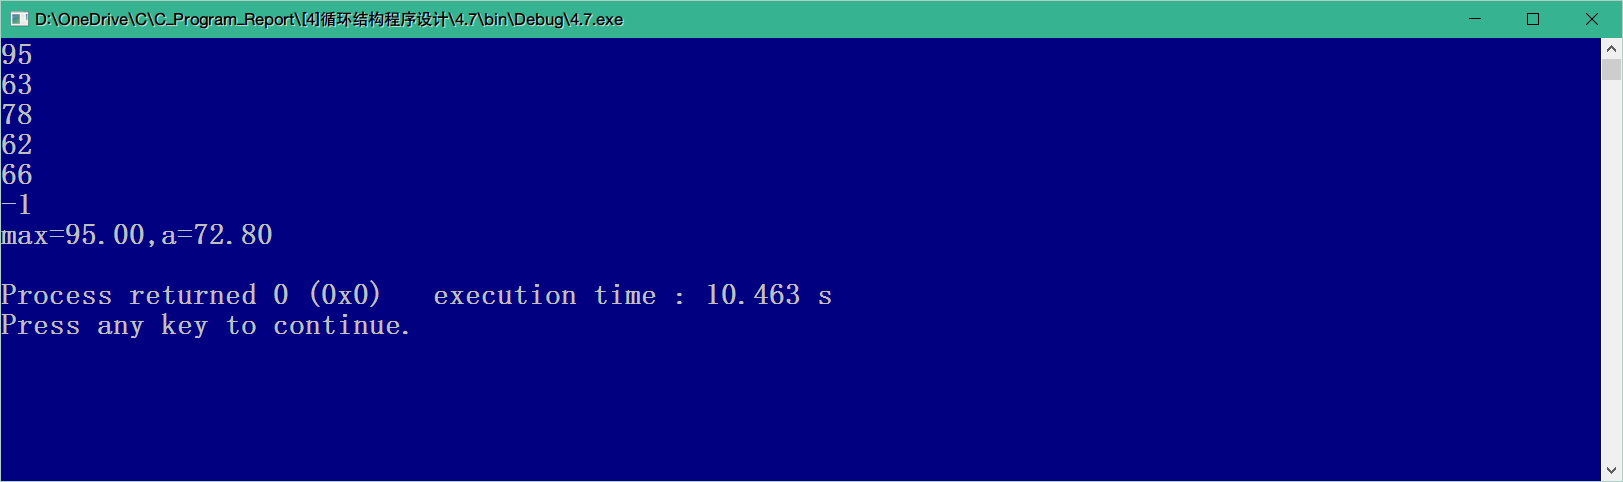 D:\OneDrive\C\C_Program_Report\[4]循环结构程序设计\4.7\bin\Debug\4.7.exe
95
63
78
62
66
-1
max=95.00,a=72.80
Process returned 0 (0x0)   execution time : 10.463 s
Press any key to continue.